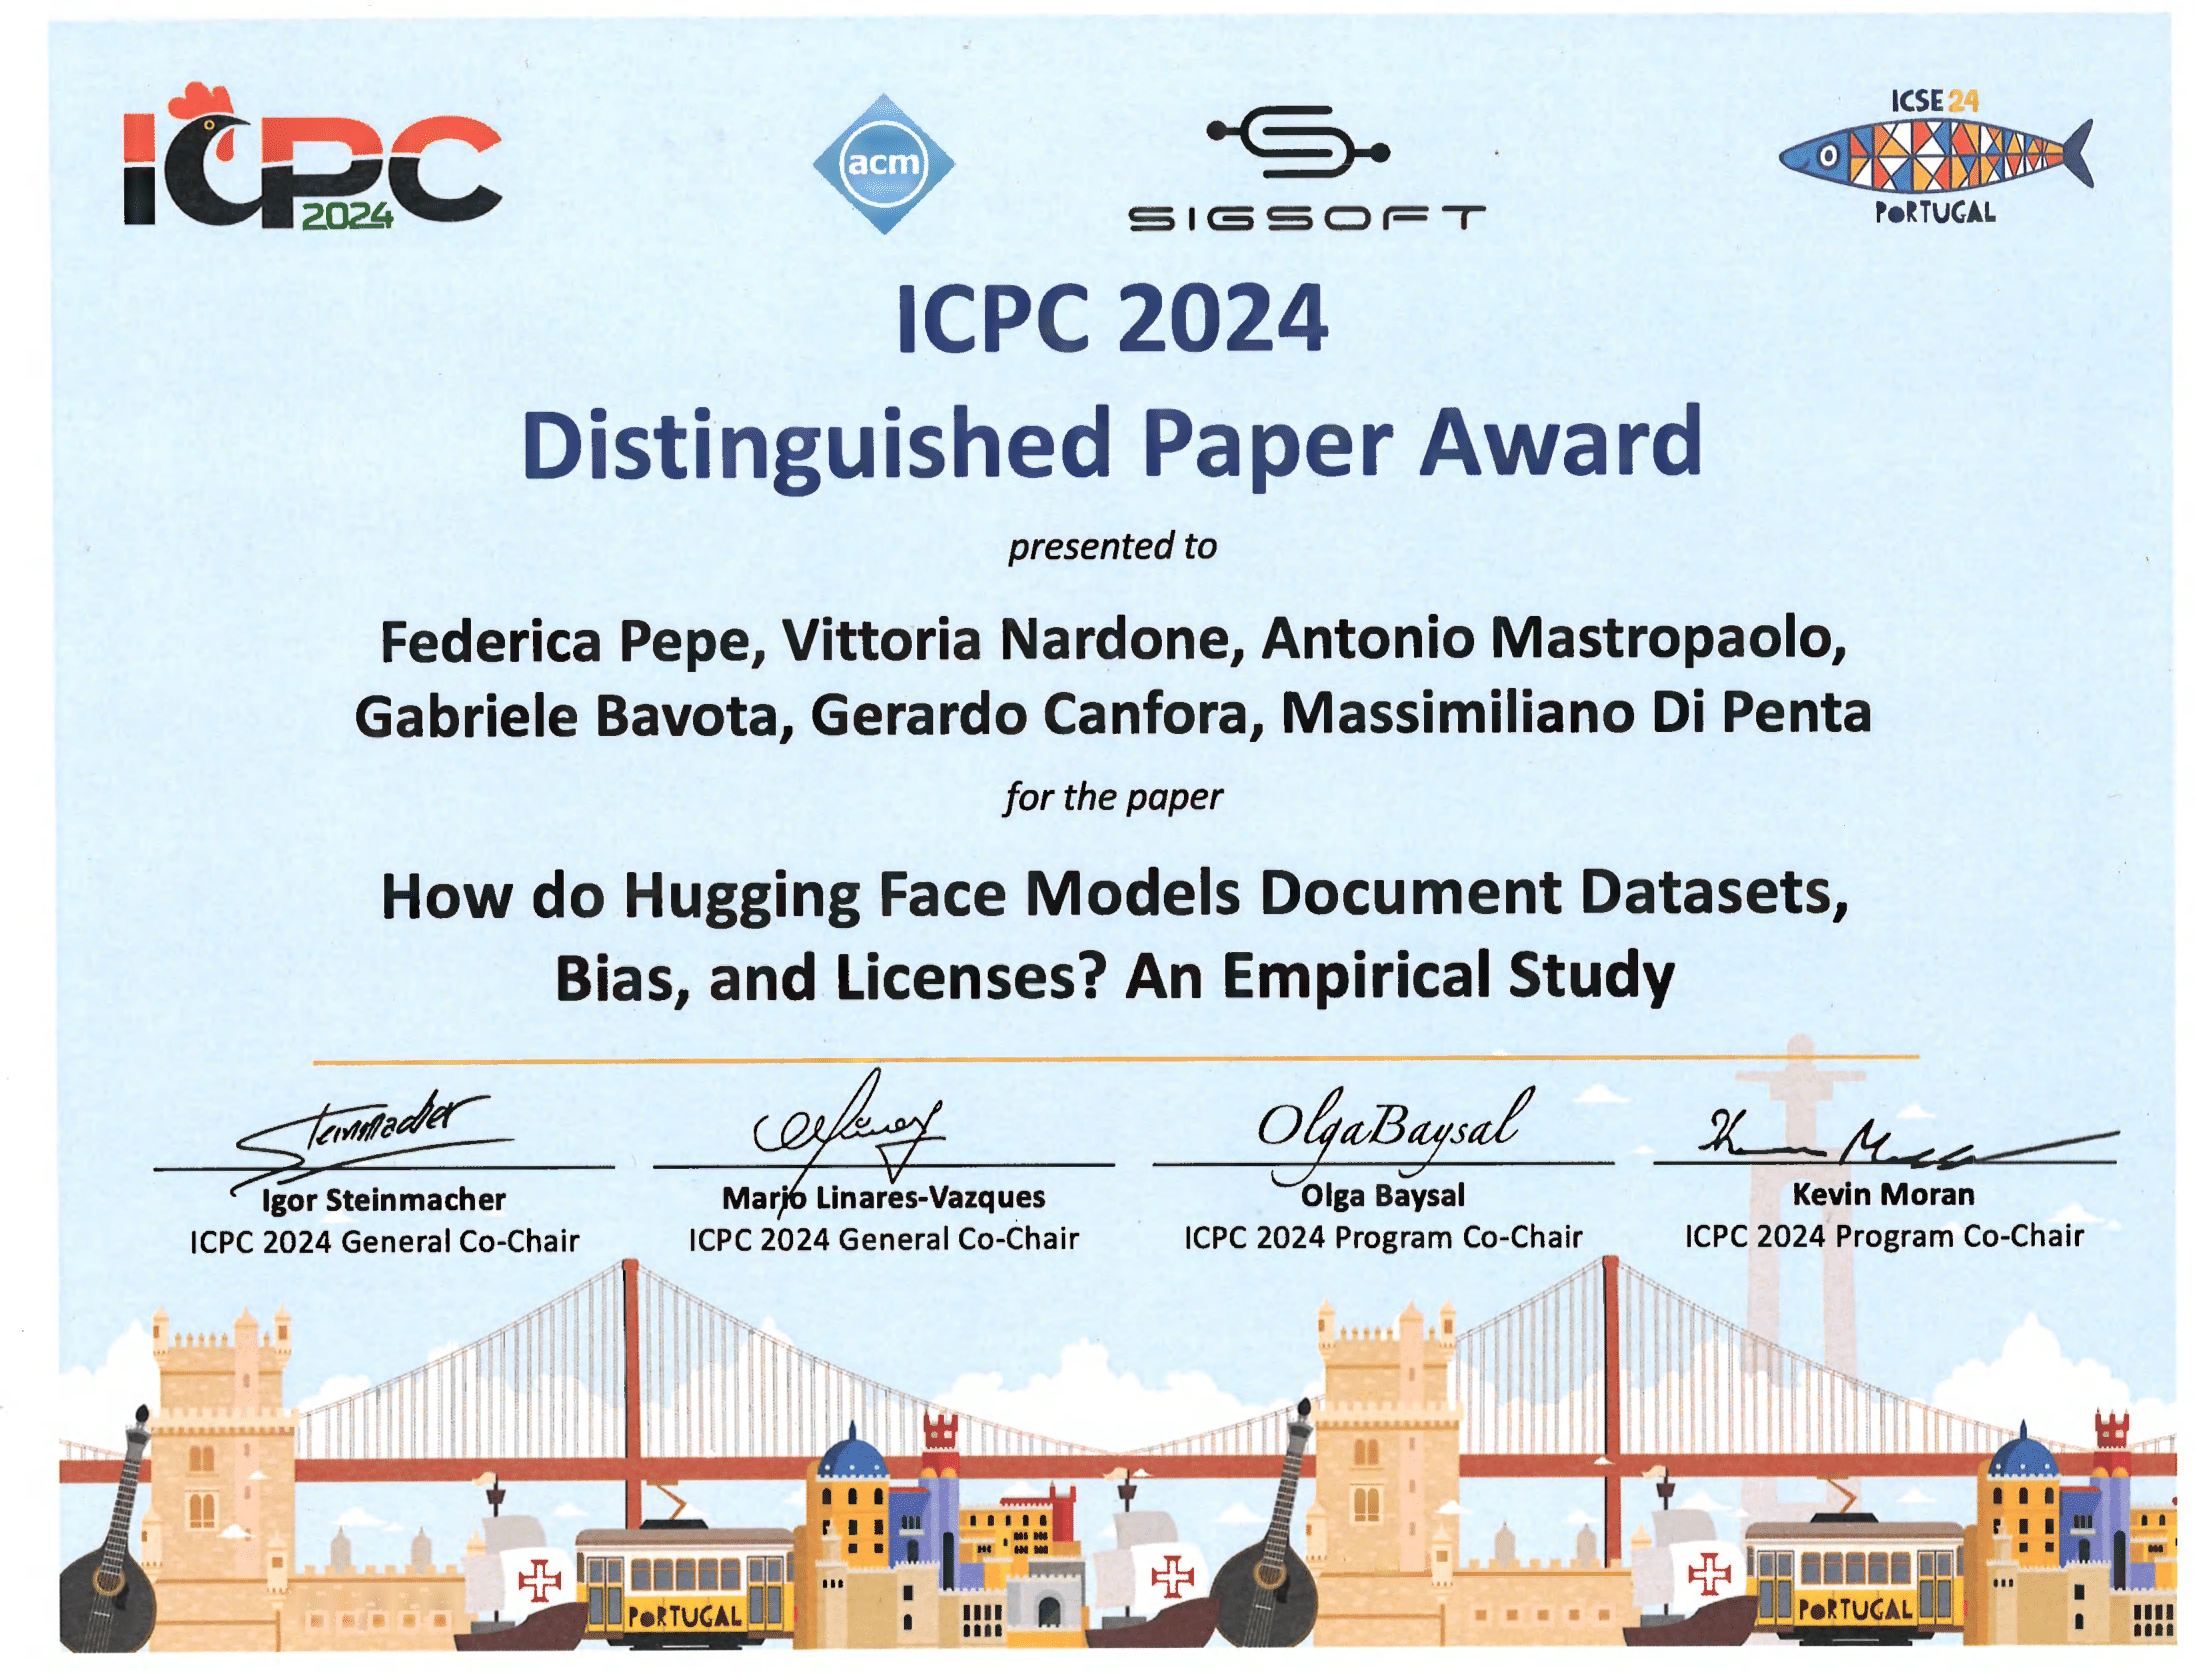 ICPC
2024
acm
SIGSOFT
ICSE 24
PORTUGAL
ICPC 2024
Distinguished Paper Award
presented to
Federica Pepe, Vittoria Nardone, Antonio Mastropaolo,
Gabriele Bavota, Gerardo Canfora, Massimiliano Di Penta
for the paper
How do Hugging Face Models Document Datasets,
Bias, and Licenses? An Empirical Study
Steinmacher
OlgaBaysal
Igor Steinmacher
Mario Linares-Vazques
Olga Baysal
Kevin Moran
ICPC 2024 General Co-Chair
ICPC 2024 General Co-Chair
ICPC 2024 Program Co-Chair
ICPC 2024 Program Co-Chair
PORTUGAL
PORTUGAL